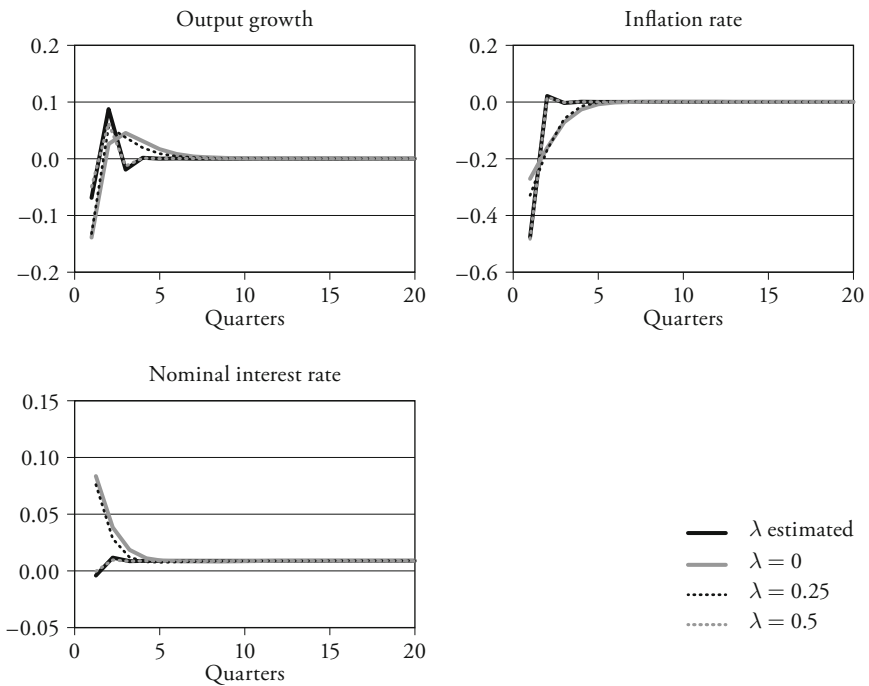 Output growth
0.2
0.1
0.0
−0.1
−0.2
0 5 10 15 20
Quarters
Inflation rate
0.2
0.0
−0.2
−0.4
−0.6
0 5 10 15 20
Quarters
Nominal interest rate
0.15
0.10
0.05
0.00
−0.05
0 5 10 15 20
Quarters
λ estimated
λ = 0
λ = 0.25
λ = 0.5